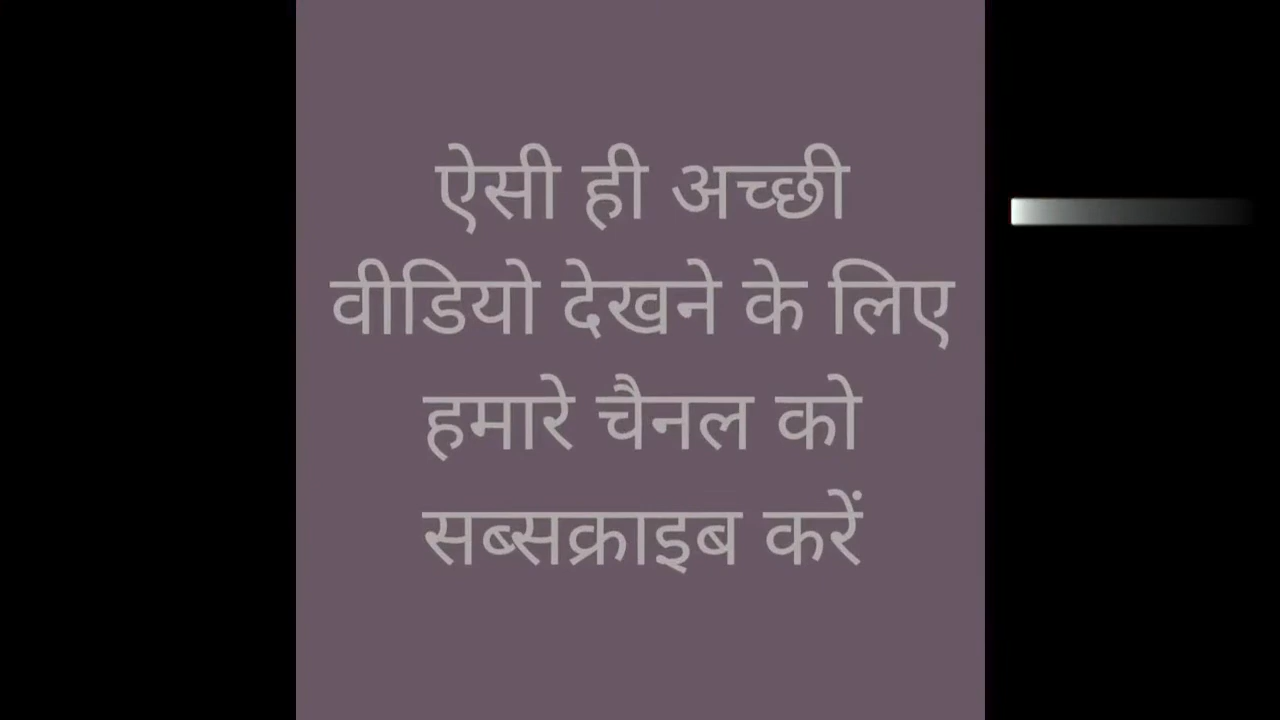 ऐसी ही अच्छी
वीडियो देखने के लिए
हमारे चैनल को
सब्सक्राइब करें